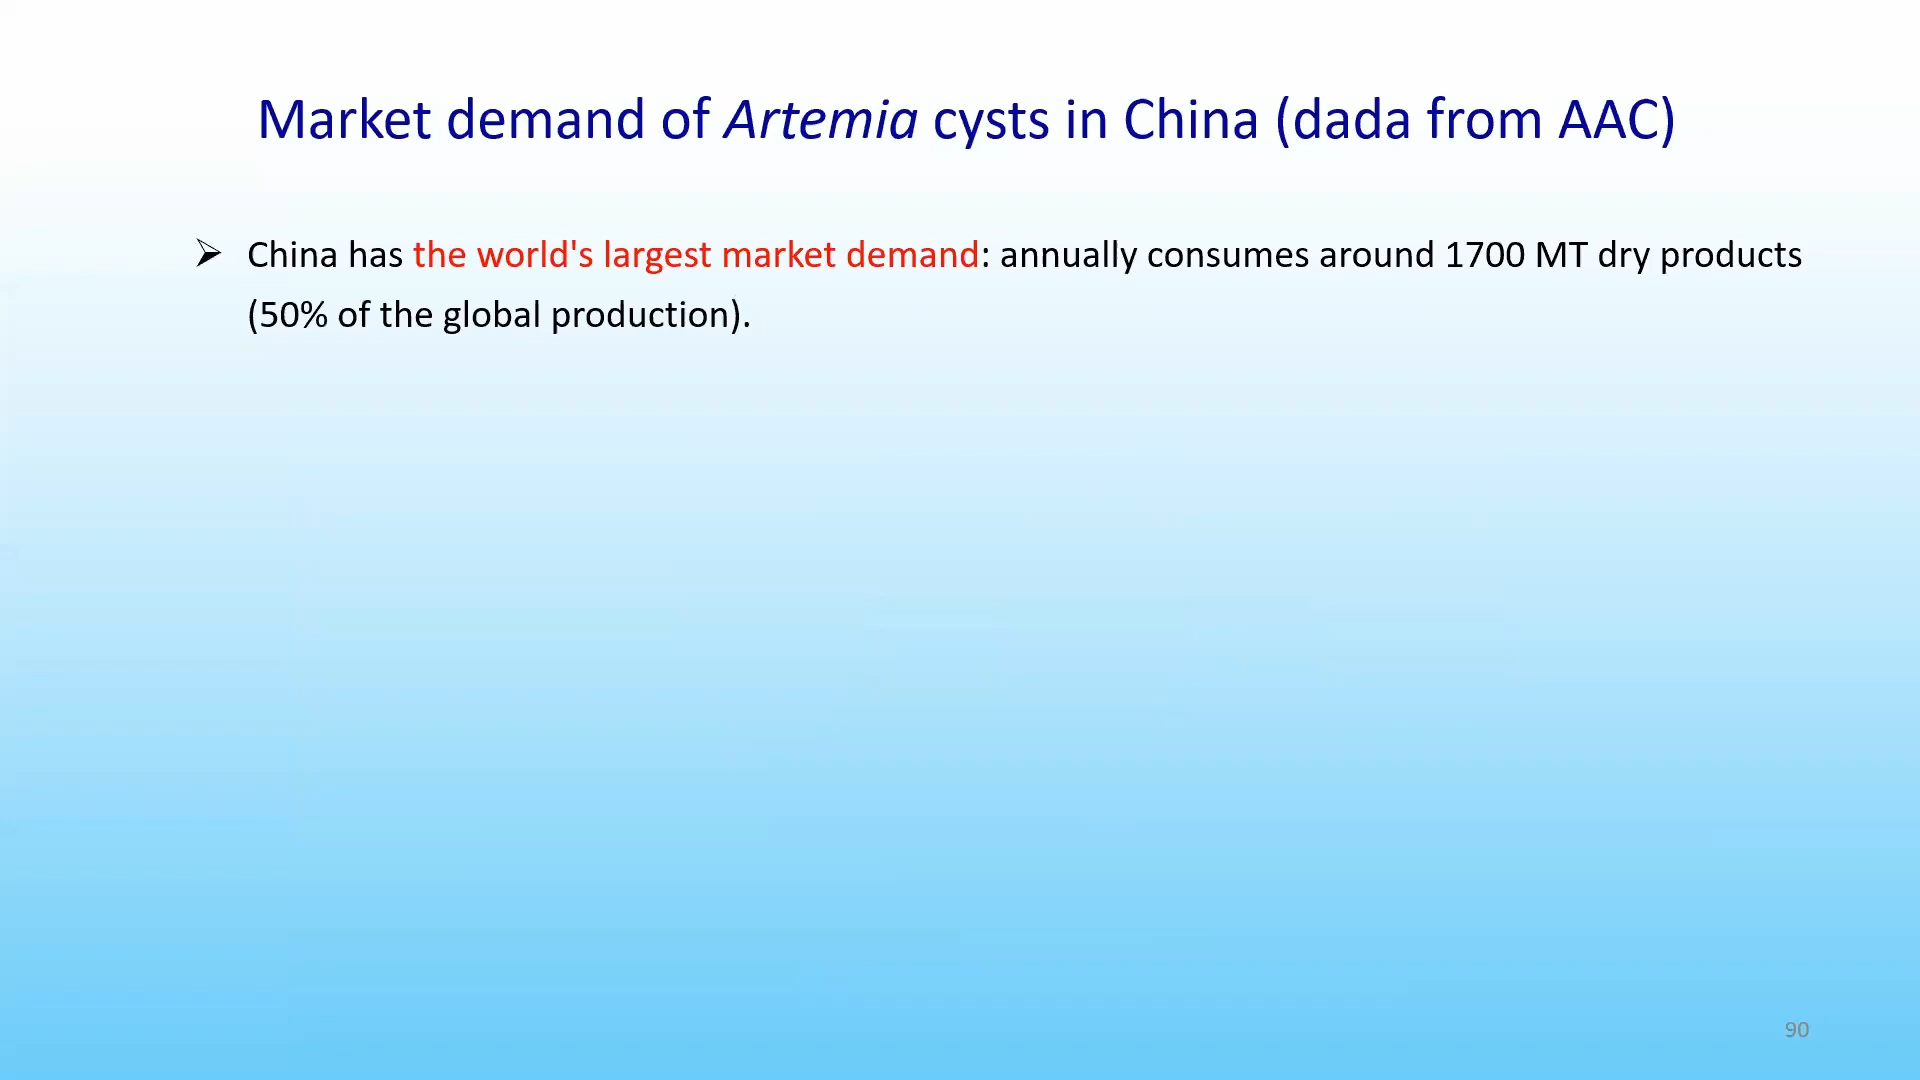 Market demand of Artemia cysts in China (dada from AAC)
➢ China has the world's largest market demand: annually consumes around 1700 MT dry products
(50% of the global production).
90